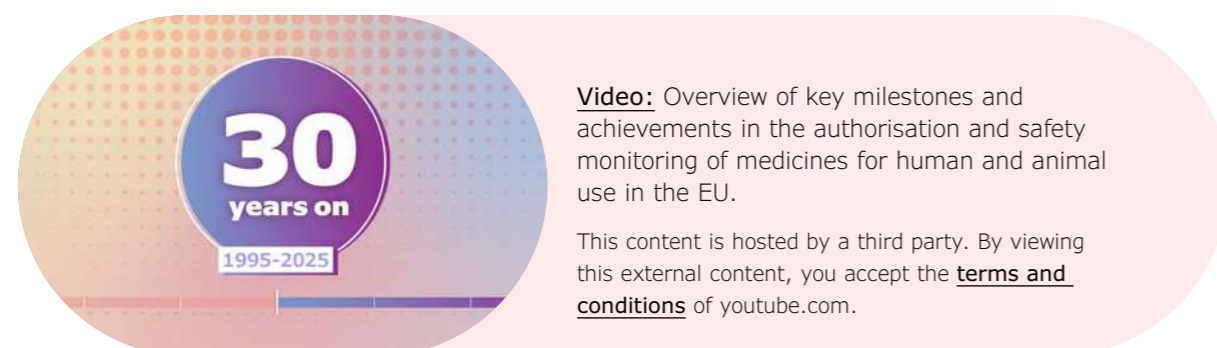 30
years on
1995-2025
Video: Overview of key milestones and
achievements in the authorisation and safety
monitoring of medicines for human and animal
use in the EU.
This content is hosted by a third party. By viewing
this external content, you accept the terms and
conditions of youtube.com.